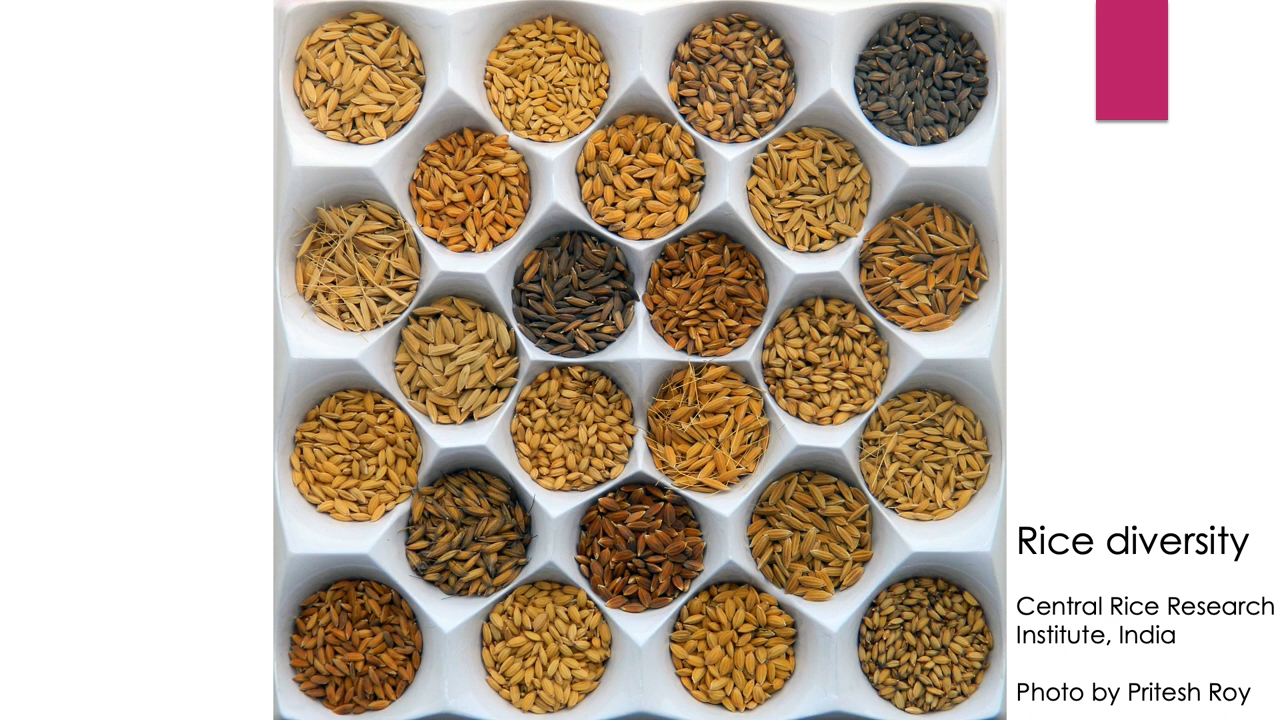 Rice diversity
Central Rice Research
Institute, India
Photo by Pritesh Roy